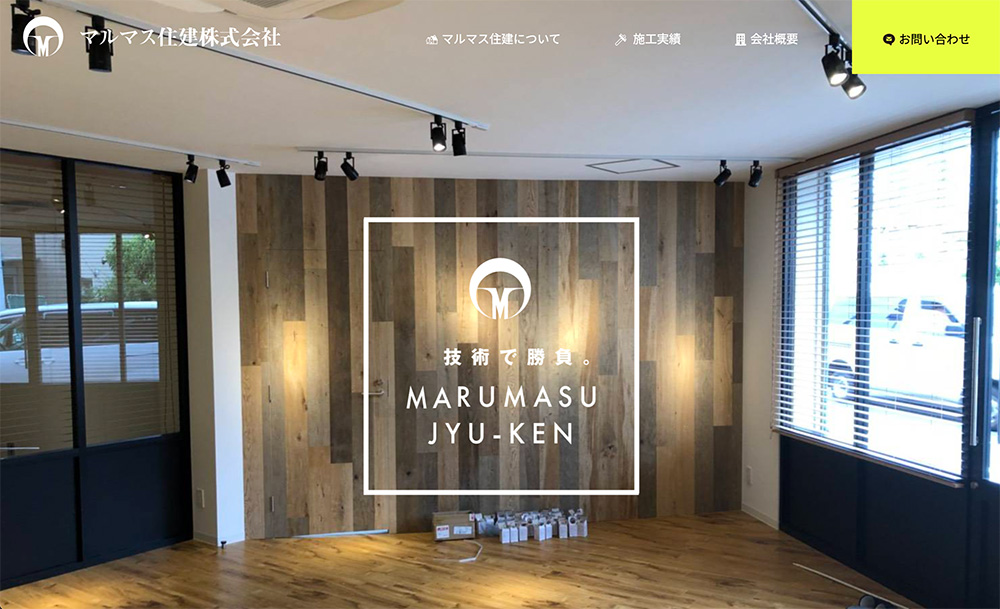 M マルマス住建株式会社
マルマス住建について
施工実績
会社概要
お問い合わせ
M
技術で勝負。
MARUMASU
JYU-KEN